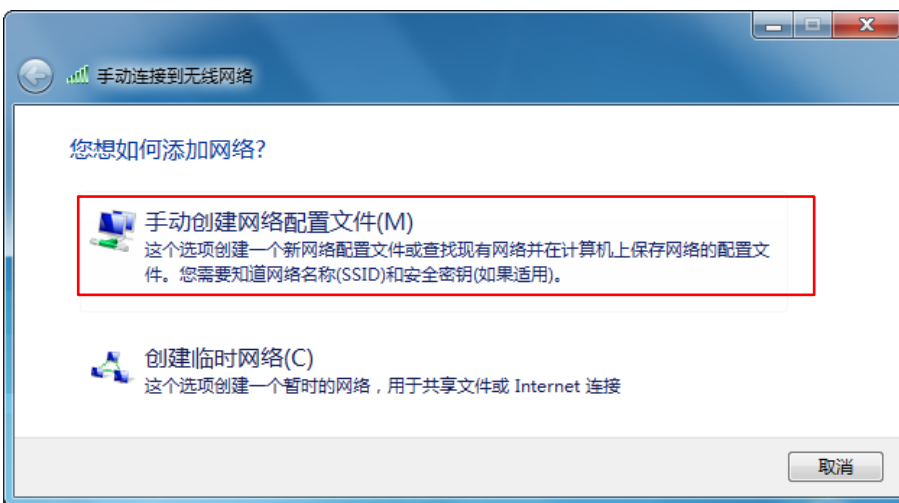 手动连接到无线网络
您想如何添加网络?
手动创建网络配置文件(M)
这个选项创建一个新网络配置文件或查找现有网络并在计算机上保存网络的配置文
件。您需要知道网络名称(SSID)和安全密钥(如果适用)。
创建临时网络(C)
这个选项创建一个暂时的网络，用于共享文件或 Internet 连接
取消